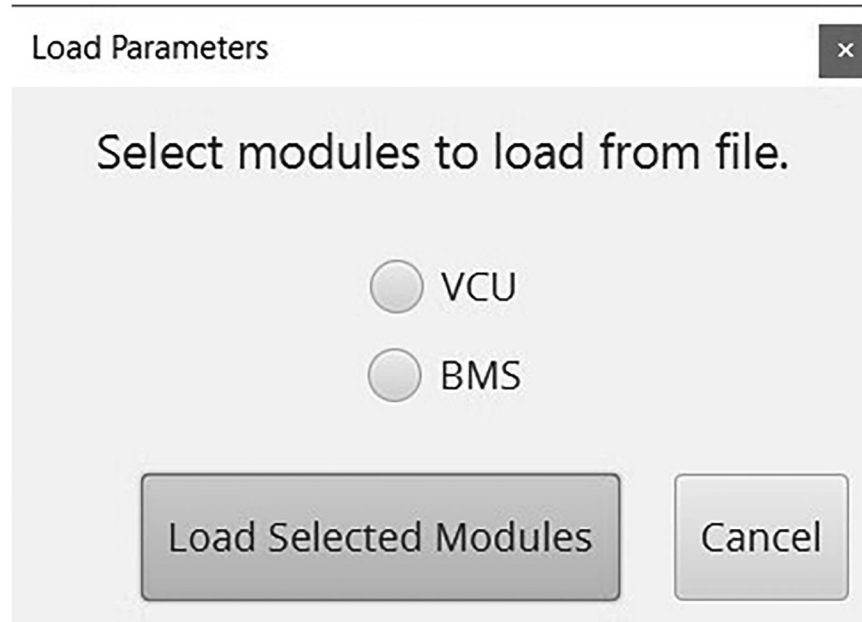 Load Parameters
Select modules to load from file.
VCU
BMS
Load Selected Modules
Cancel